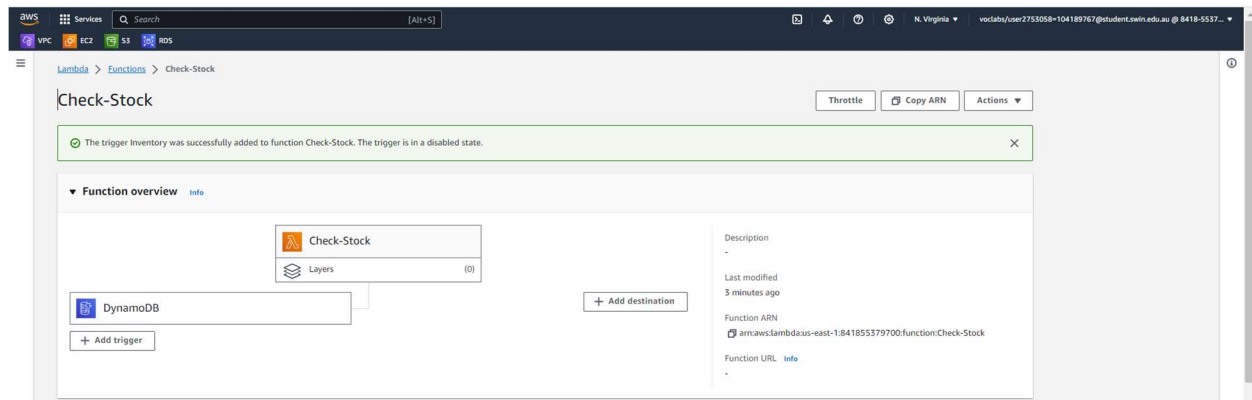 aws Services Search [Alt+S] N. Virginia voclabs/user2753058=104189767@student.swin.edu.au @ 8418-5537...
VPC EC2 S3 RDS
Lambda > Functions > Check-Stock
Check-Stock
Throttle Copy ARN Actions
The trigger Inventory was successfully added to function Check-Stock. The trigger is in a disabled state.
Function overview Info
Check-Stock
Layers (0)
DynamoDB
+ Add trigger
+ Add destination
Description
-
Last modified
3 minutes ago
Function ARN
arn:aws:lambda:us-east-1:841855379700:function:Check-Stock
Function URL Info
-